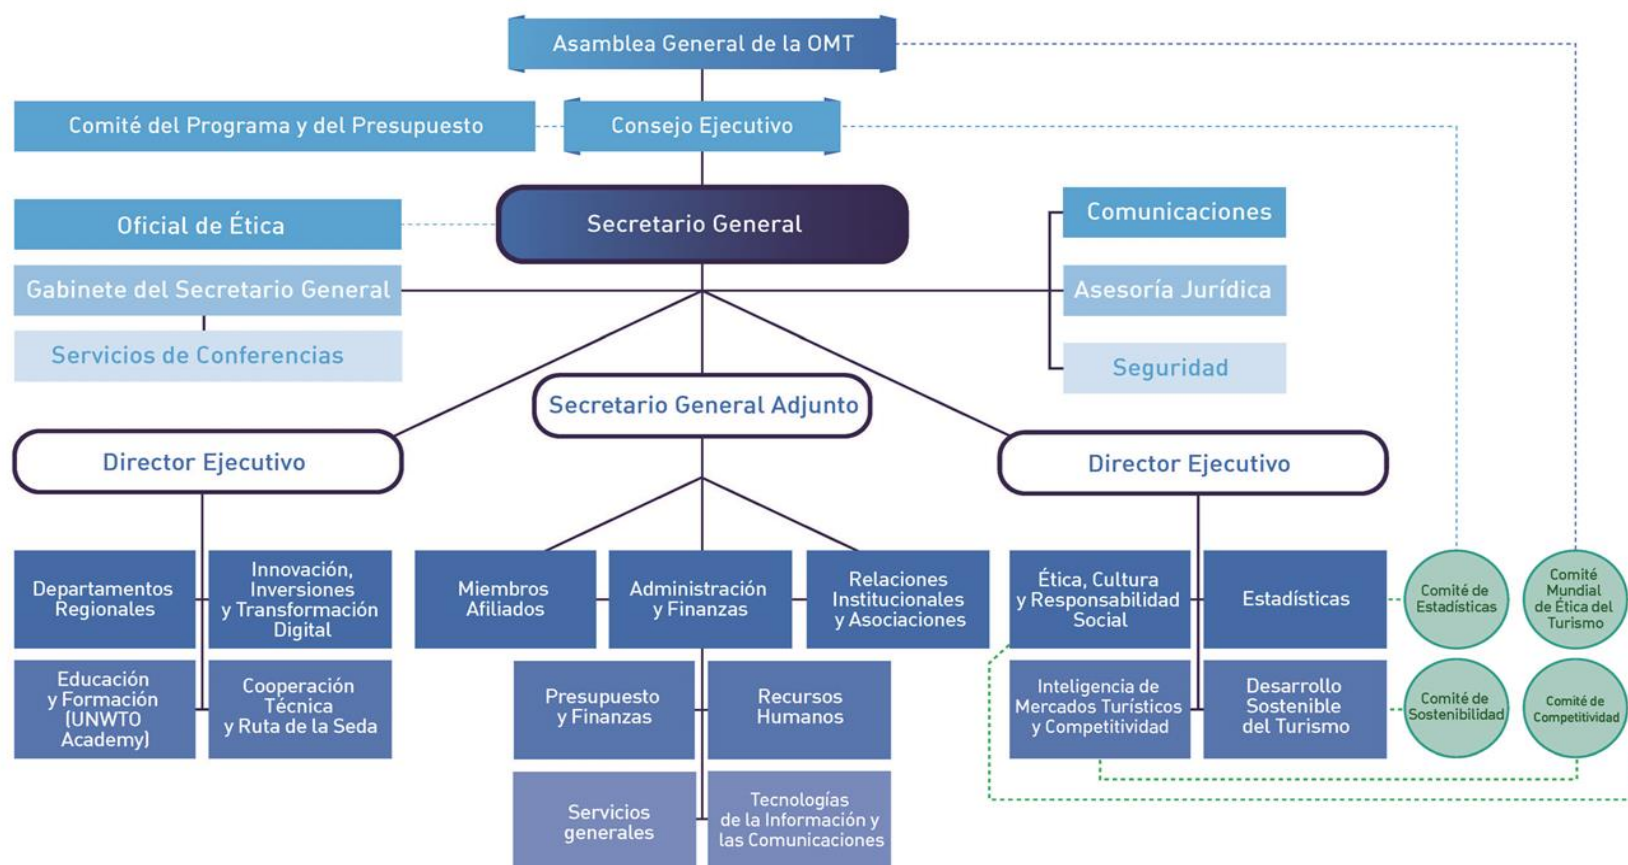 Asamblea General de la OMT
Comité del Programa y del Presupuesto
Consejo Ejecutivo
Oficial de Ética
Secretario General
Comunicaciones
Gabinete del Secretario General
Asesoría Jurídica
Servicios de Conferencias
Seguridad
Secretario General Adjunto
Director Ejecutivo
Director Ejecutivo
Departamentos
Regionales
Innovación,
Inversiones
y Transformación
Digital
Miembros
Afiliados
Administración
y Finanzas
Relaciones
Institucionales
y Asociaciones
Ética, Cultura
y Responsabilidad
Social
Estadísticas
Comité de
Estadísticas
Comité
Mundial
de Ética del
Turismo
Educación
y Formación
(UNWTO
Academy)
Cooperación
Técnica
y Ruta de la Seda
Presupuesto
y Finanzas
Recursos
Humanos
Inteligencia de
Mercados Turísticos
y Competitividad
Desarrollo
Sostenible
del Turismo
Comité de
Sostenibilidad
Comité de
Competitividad
Servicios
generales
Tecnologías
de la Información y
las Comunicaciones